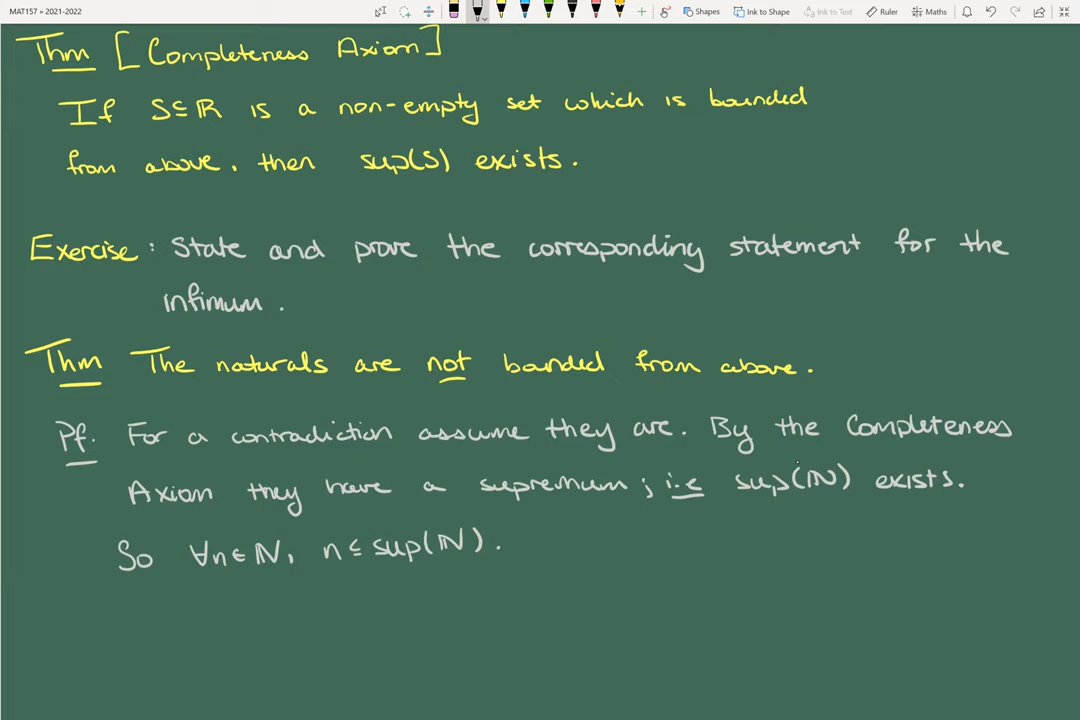 MAT157 » 2021-2022
Shapes
Ink to Shape
Ink to Text
Ruler
Maths
Thm [Completeness Axiom]
If S⊆ℝ is a non-empty set which is bounded
from above, then sup(S) exists.
Exercise: State and prove the corresponding statement for the
infimum.
Thm The naturals are not bounded from above.
Pf. For a contradiction assume they are. By the Completeness
Axiom they have a supremum; i.e sup(ℕ) exists.
So ∀n∈ℕ, n≤sup(ℕ).